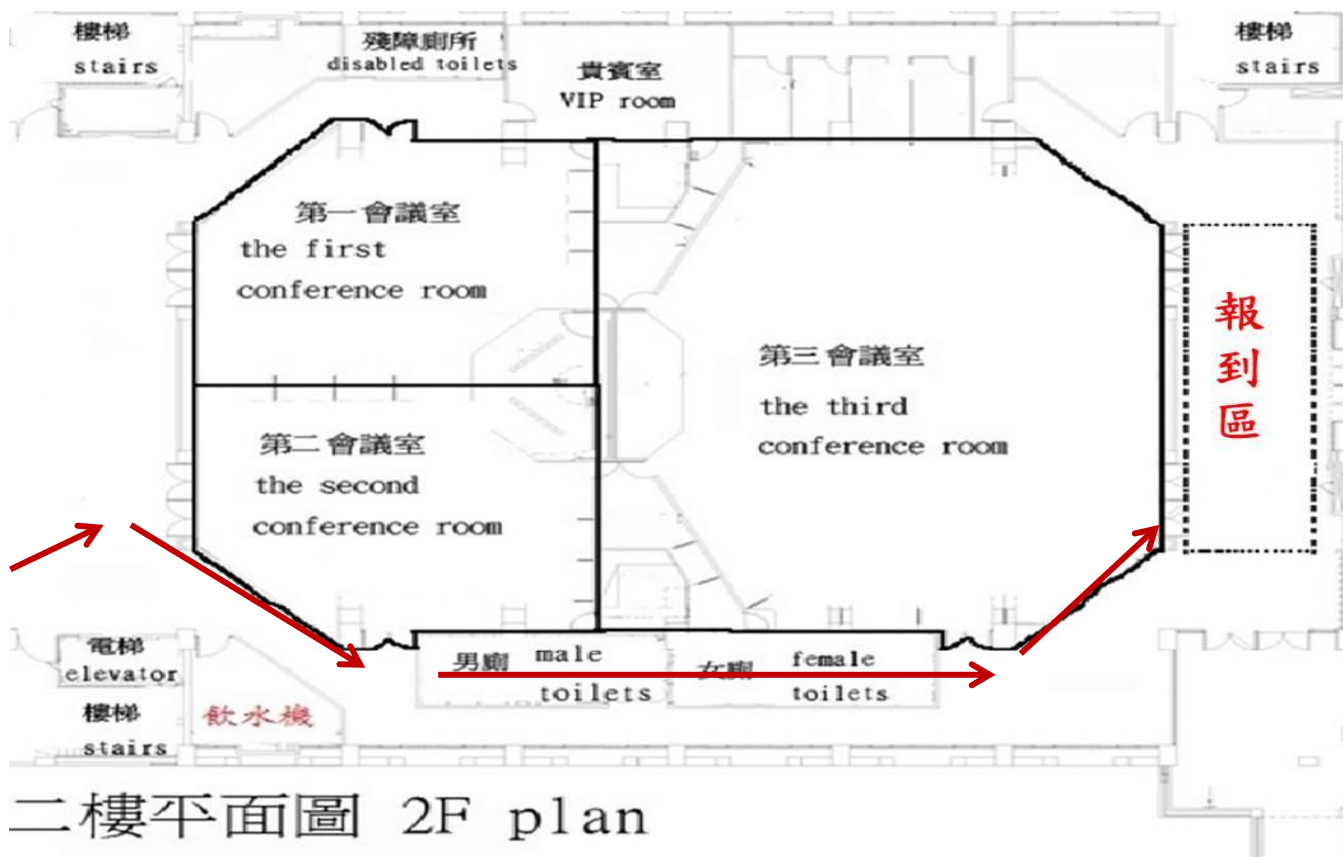 樓梯
stairs
殘障廁所
disabled toilets
貴賓室
VIP room
樓梯
stairs
第一會議室
the first
conference room
第二會議室
the second
conference room
第三會議室
the third
conference room
報到區
電梯
elevator
樓梯
stairs
飲水機
男廁 male
toilets
女廁 female
toilets
二樓平面圖 2F plan